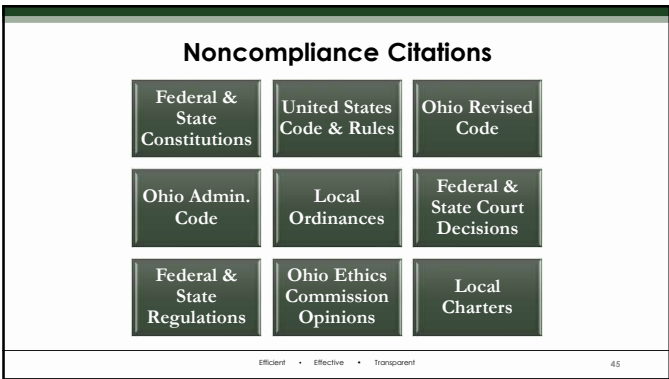 Noncompliance Citations
Federal &
State
Constitutions
United States
Code & Rules
Ohio Revised
Code
Ohio Admin.
Code
Local
Ordinances
Federal &
State Court
Decisions
Federal &
State
Regulations
Ohio Ethics
Commission
Opinions
Local
Charters
Efficient • Effective • Transparent
45